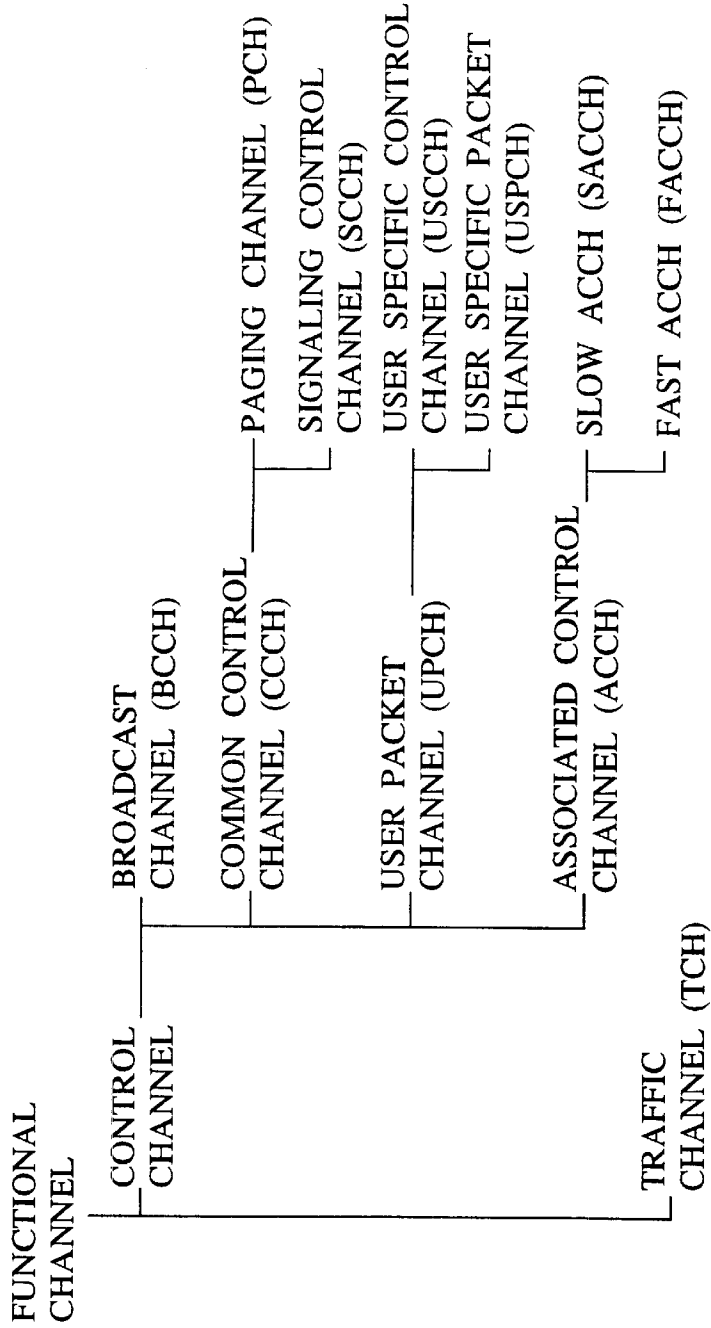 FUNCTIONAL
CHANNEL
CONTROL
CHANNEL
BROADCAST
CHANNEL (BCCH)
COMMON CONTROL
CHANNEL (CCCH)
PAGING CHANNEL (PCH)
SIGNALING CONTROL
CHANNEL (SCCH)
USER PACKET
CHANNEL (UPCH)
USER SPECIFIC CONTROL
CHANNEL (USCCH)
USER SPECIFIC PACKET
CHANNEL (USPCH)
ASSOCIATED CONTROL
CHANNEL (ACCH)
SLOW ACCH (SACCH)
FAST ACCH (FACCH)
TRAFFIC
CHANNEL (TCH)